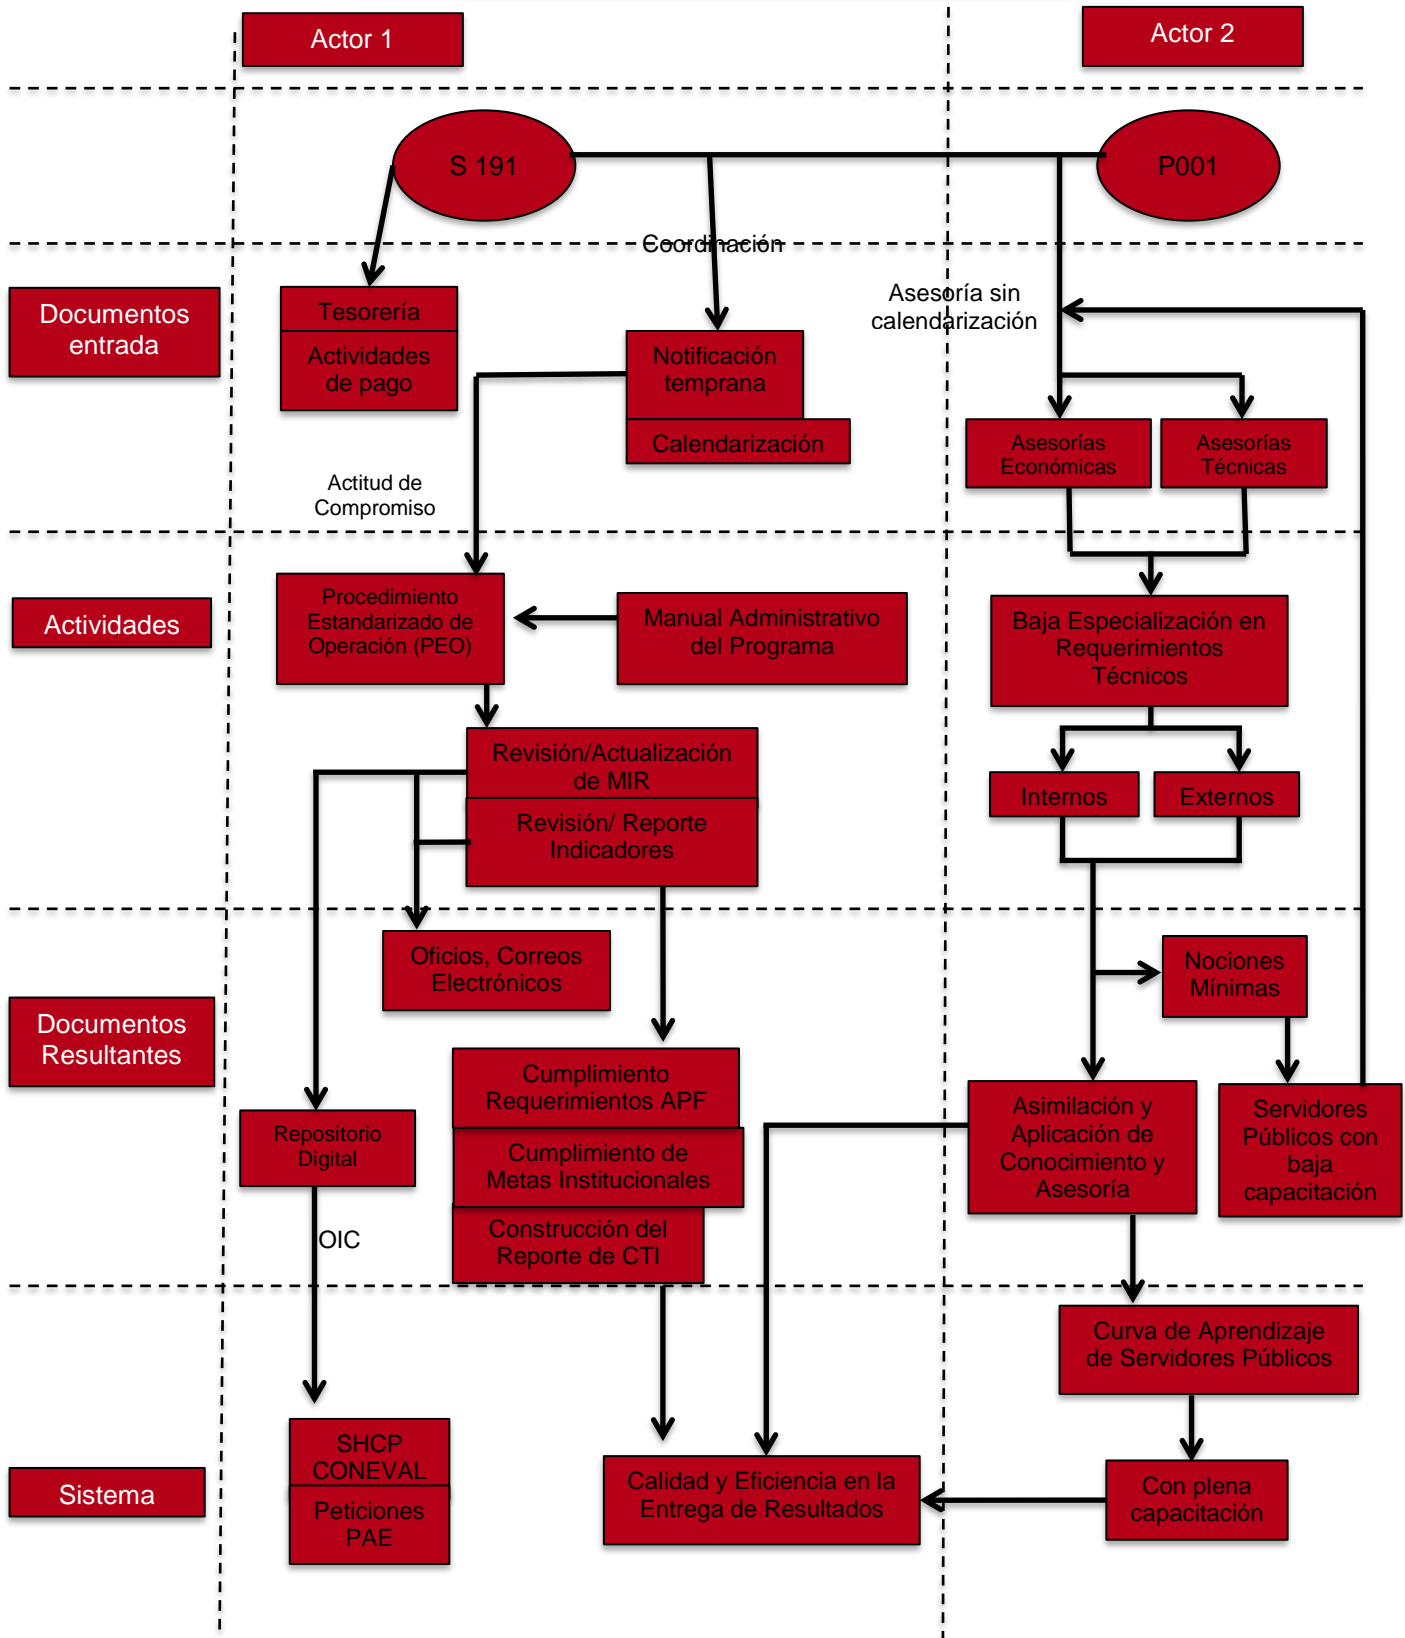 Actor 1
Actor 2
S 191
P001
Coordinación
Documentos
entrada
Tesorería
Actividades
de pago
Notificación
temprana
Calendarización
Asesoría sin
calendarización
Asesorías
Económicas
Asesorías
Técnicas
Actitud de
Compromiso
Actividades
Procedimiento
Estandarizado de
Operación (PEO)
Manual Administrativo
del Programa
Baja Especialización en
Requerimientos
Técnicos
Revisión/Actualización
de MIR
Revisión/ Reporte
Indicadores
Internos
Externos
Documentos
Resultantes
Oficios, Correos
Electrónicos
Nociones
Mínimas
Cumplimiento
Requerimientos APF
Cumplimiento de
Metas Institucionales
Construcción del
Reporte de CTI
Repositorio
Digital
OIC
Asimilación y
Aplicación de
Conocimiento y
Asesoría
Servidores
Públicos con
baja
capacitación
Curva de Aprendizaje
de Servidores Públicos
Sistema
SHCP
CONEVAL
Peticiones
PAE
Calidad y Eficiencia en la
Entrega de Resultados
Con plena
capacitación